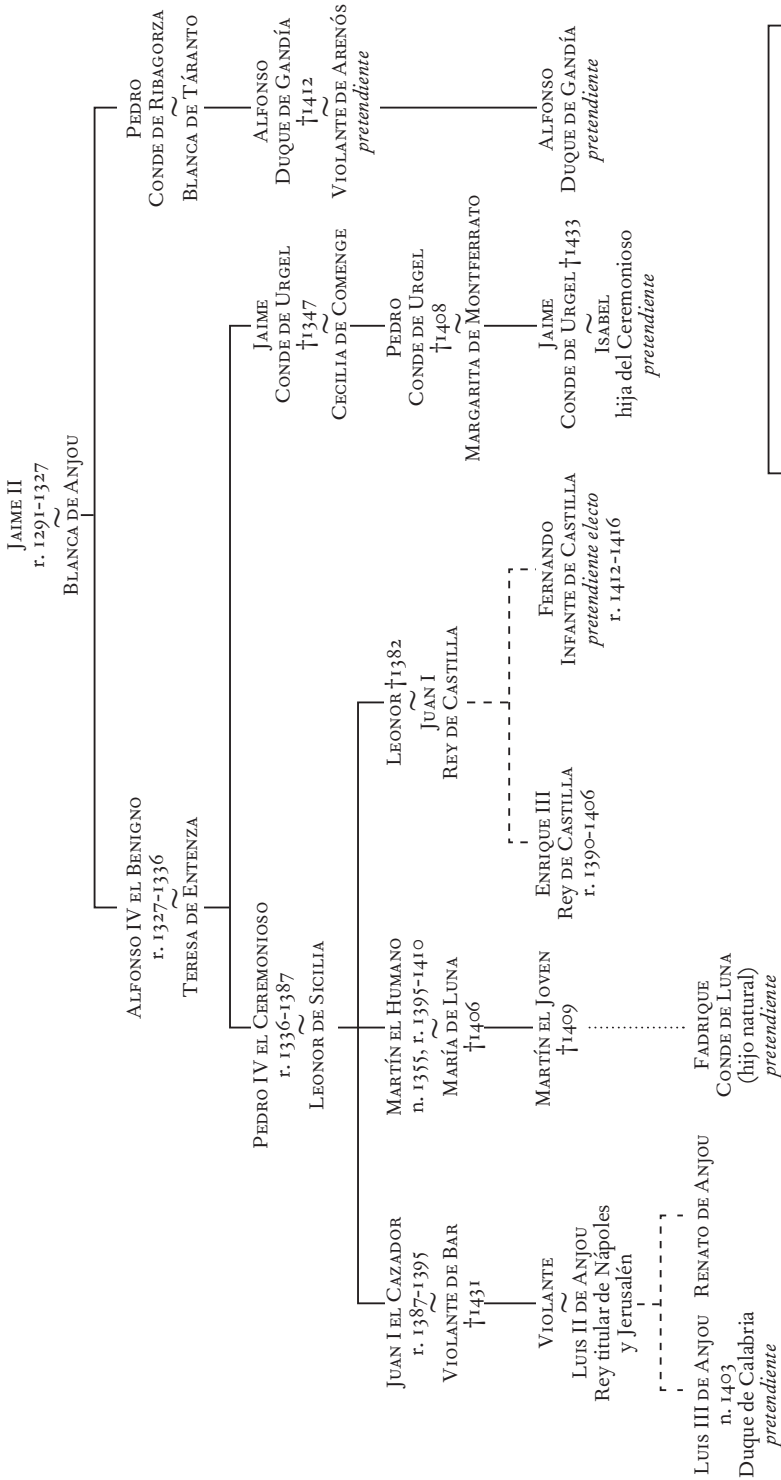 JAIME II
r. 1291-1327
~
BLANCA DE ANJOU
ALFONSO IV EL BENIGNO
r. 1327-1336
~
TERESA DE ENTENZA
PEDRO
CONDE DE RIBAGORZA
~
BLANCA DE TÁRANTO
PEDRO IV EL CEREMONIOSO
r. 1336-1387
~
LEONOR DE SICILIA
JAIME
CONDE DE URGEL
†1347
~
CECILIA DE COMENGE
ALFONSO
DUQUE DE GANDÍA
†1412
~
VIOLANTE DE ARENÓS
pretendiente
JUAN I EL CAZADOR
r. 1387-1395
~
VIOLANTE DE BAR
†1431
MARTÍN EL HUMANO
n. 1355, r. 1395-1410
~
MARÍA DE LUNA
†1406
LEONOR †1382
~
JUAN I
REY DE CASTILLA
PEDRO
CONDE DE URGEL
†1408
~
MARGARITA DE MONTFERRATO
VIOLANTE
~
LUIS II DE ANJOU
Rey titular de Nápoles
y Jerusalén
MARTÍN EL JOVEN
†1409
ENRIQUE III
Rey de Castilla
r. 1390-1406
FERNANDO
INFANTE DE CASTILLA
pretendiente electo
r. 1412-1416
JAIME
CONDE DE URGEL †1433
~
ISABEL
hija del Ceremonioso
pretendiente
ALFONSO
DUQUE DE GANDÍA
pretendiente
LUIS III DE ANJOU
n. 1403
Duque de Calabria
pretendiente
RENATO DE ANJOU
FADRIQUE
CONDE DE LUNA
(hijo natural)
pretendiente